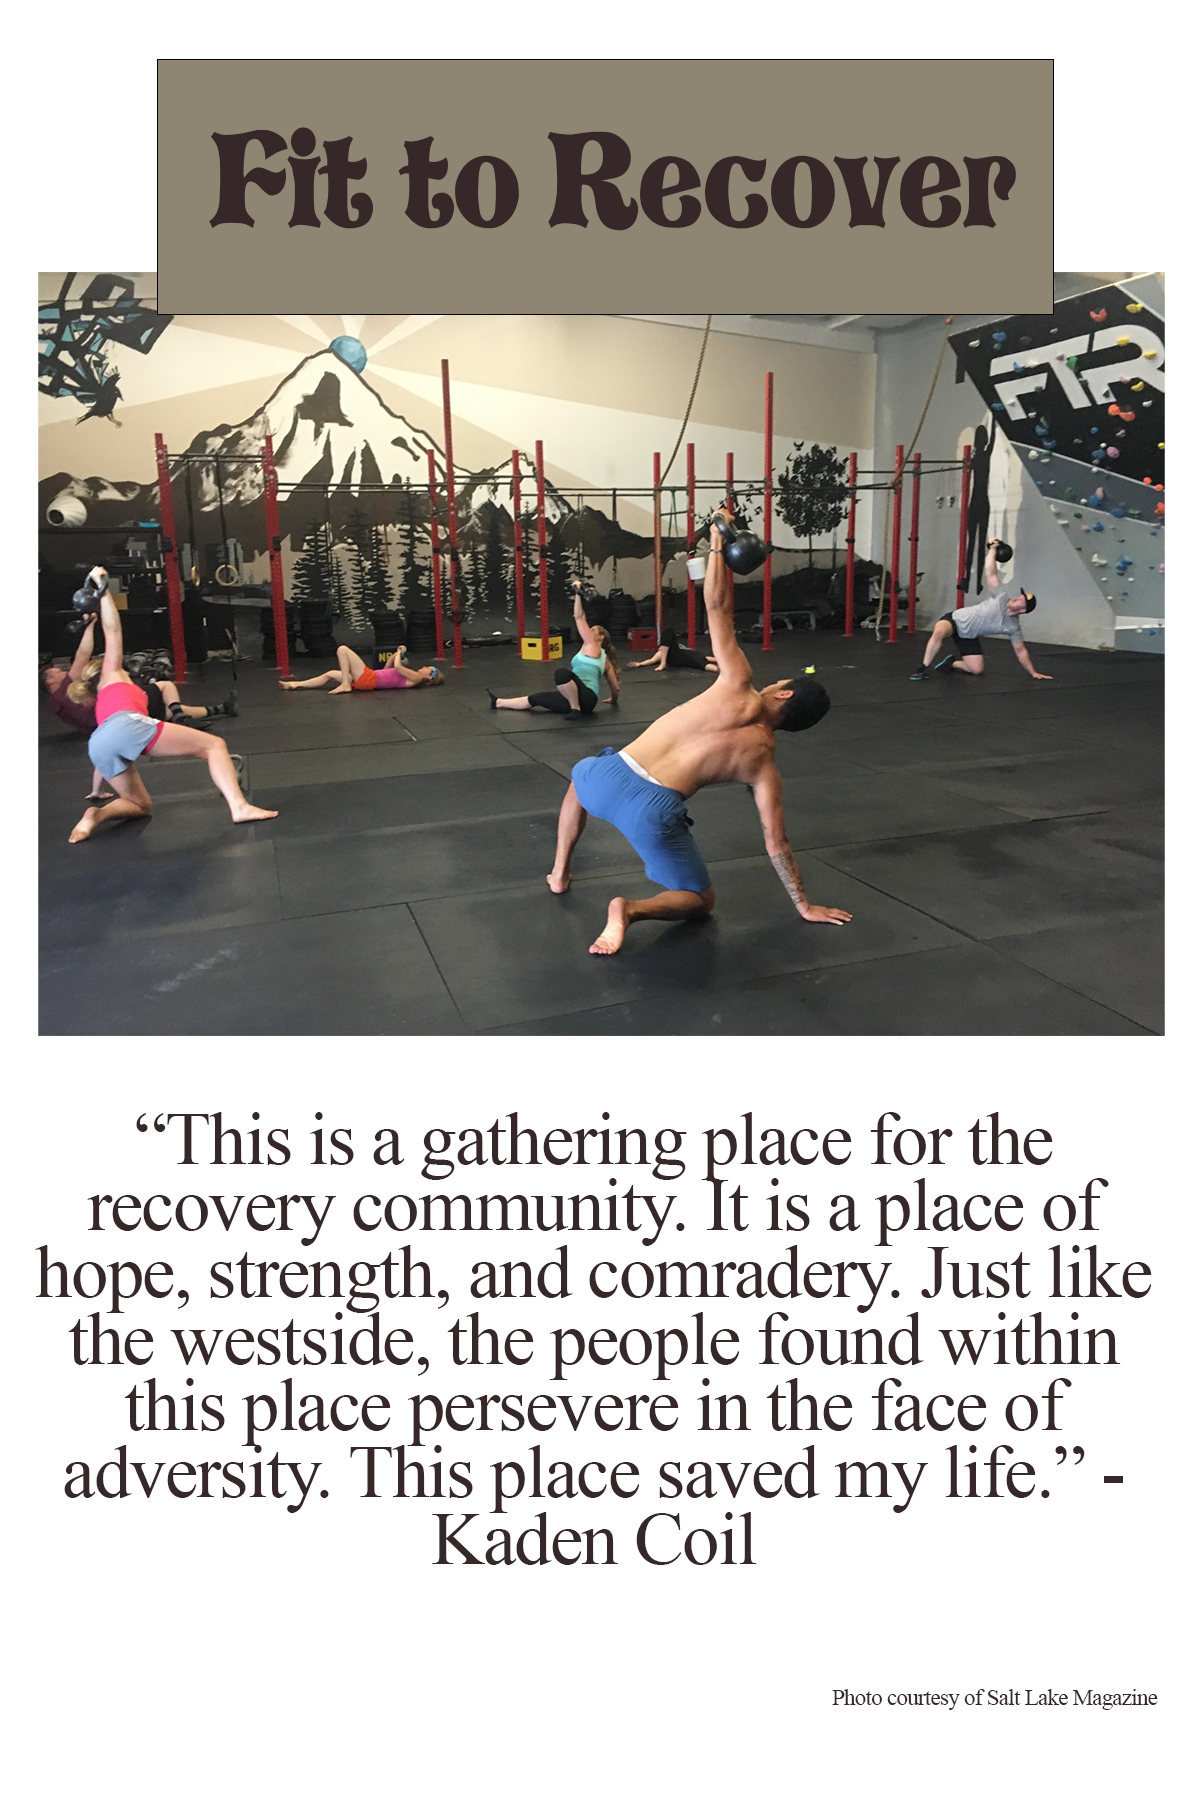 Fit to Recover
FTR
“This is a gathering place for the
recovery community. It is a place of
hope, strength, and comradery. Just like
the westside, the people found within
this place persevere in the face of
adversity. This place saved my life.” -
Kaden Coil
Photo courtesy of Salt Lake Magazine